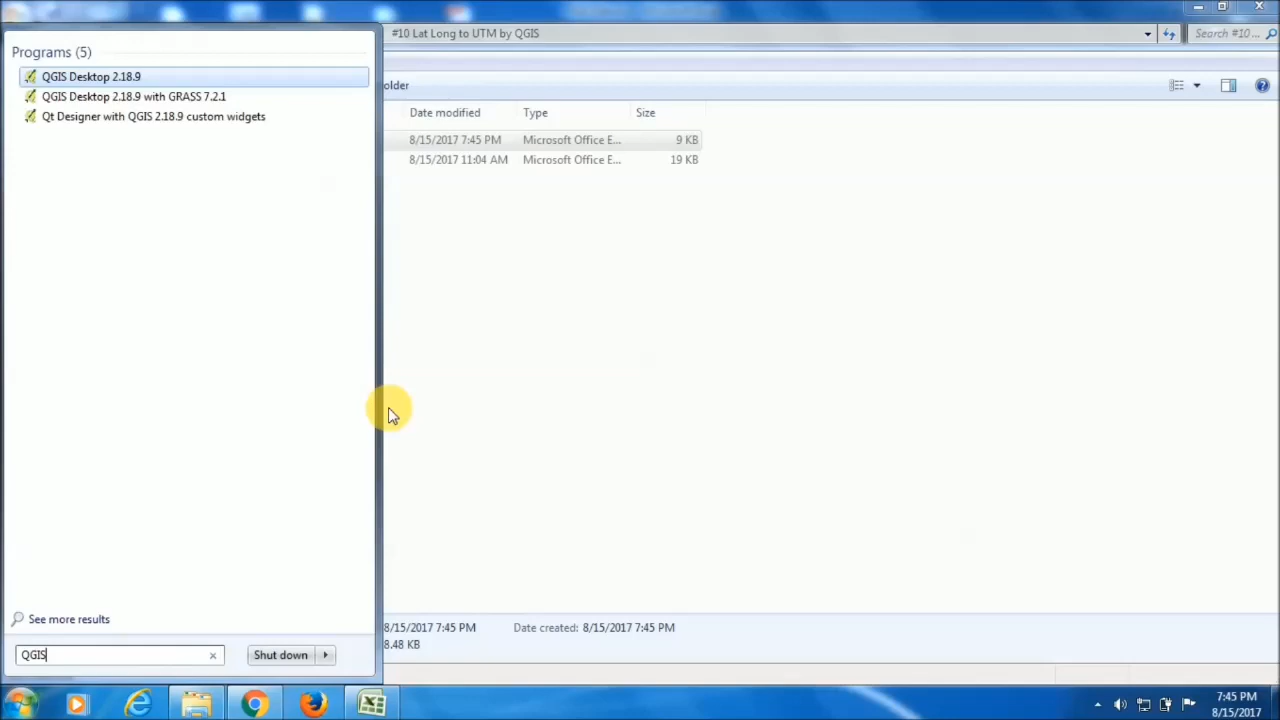 #10 Lat Long to UTM by QGIS
Search #10 ...
Programs (5)
QGIS Desktop 2.18.9
QGIS Desktop 2.18.9 with GRASS 7.2.1
Qt Designer with QGIS 2.18.9 custom widgets
older
Date modified Type Size
8/15/2017 7:45 PM Microsoft Office E... 9 KB
8/15/2017 11:04 AM Microsoft Office E... 19 KB
See more results
8/15/2017 7:45 PM Date created: 8/15/2017 7:45 PM
8.48 KB
QGIS
Shut down
7:45 PM
8/15/2017